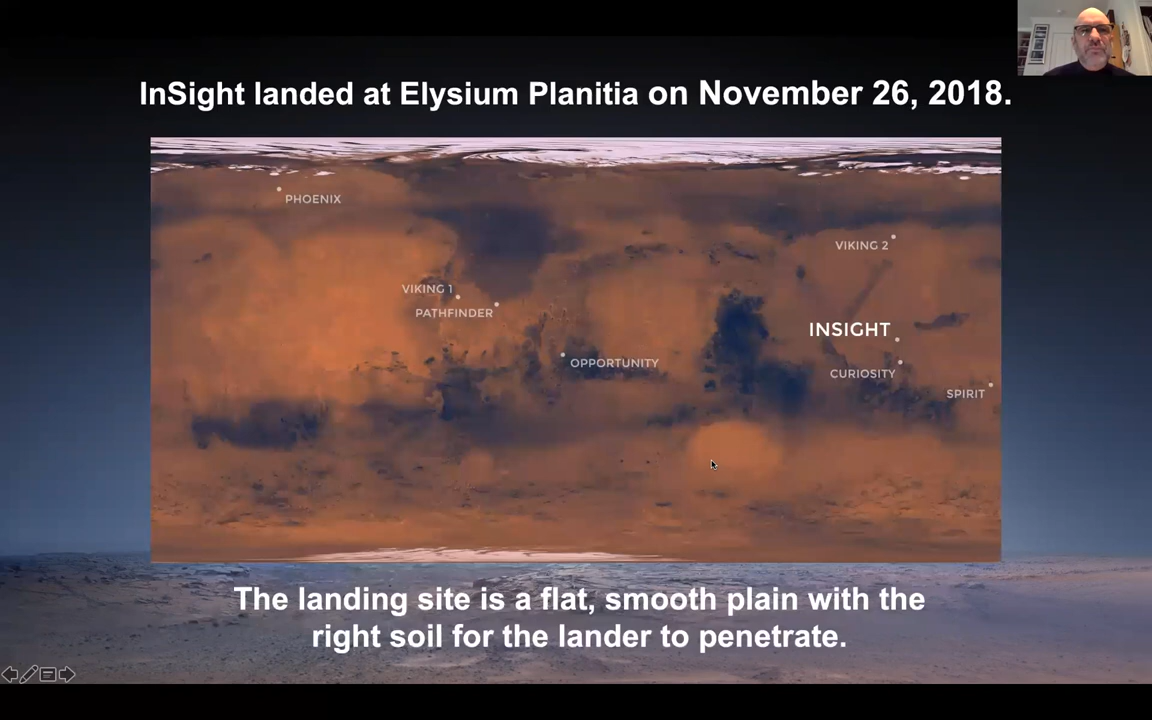 InSight landed at Elysium Planitia on November 26, 2018.
PHOENIX
VIKING 2
VIKING 1
PATHFINDER
INSIGHT
OPPORTUNITY
CURIOSITY
SPIRIT
The landing site is a flat, smooth plain with the
right soil for the lander to penetrate.